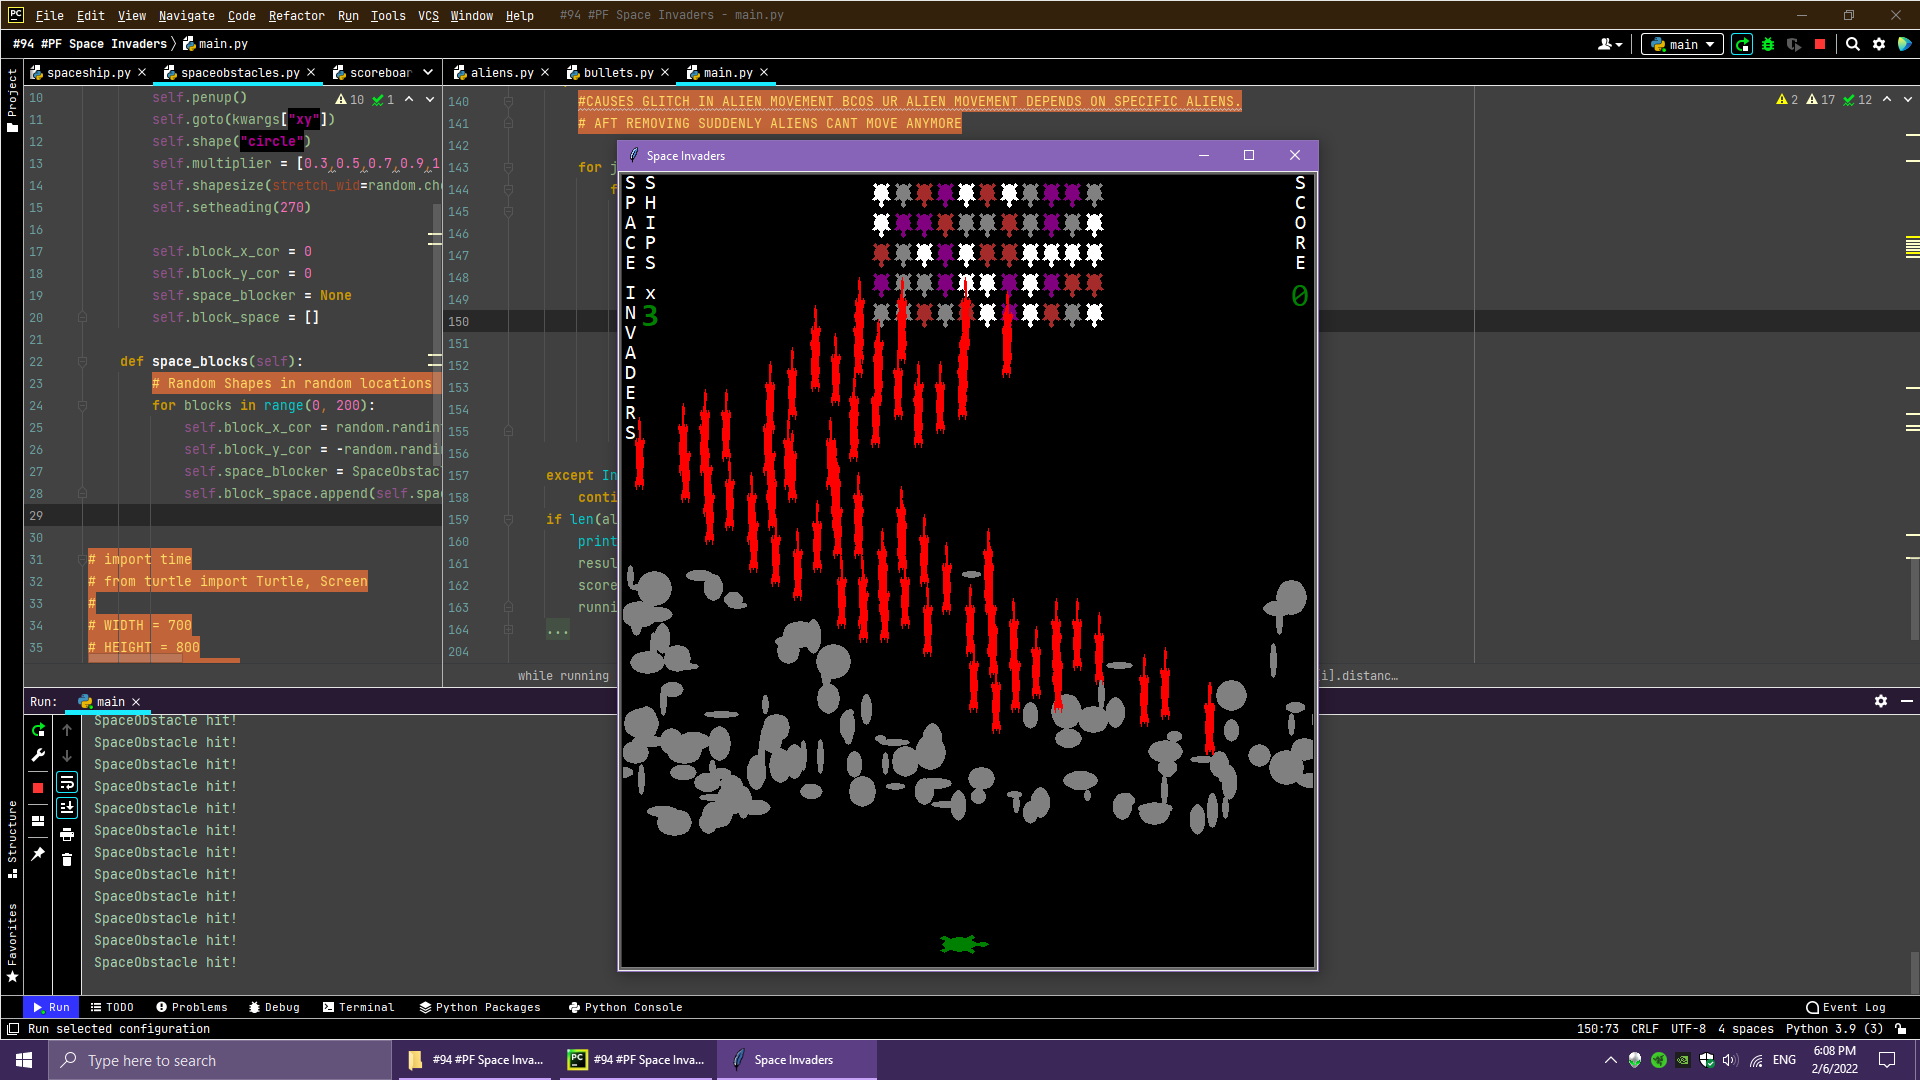 PC File Edit View Navigate Code Refactor Run Tools VCS Window Help #94 #PF Space Invaders - main.py
#94 #PF Space Invaders main.py
main
spaceship.py spaceobstacles.py scoreboar aliens.py bullets.py main.py
Project
10 self.penup()
11 self.goto(kwargs["xy"])
12 self.shape("circle")
13 self.multiplier = [0.3,0.5,0.7,0.9,1
14 self.shapesize(stretch_wid=random.ch
15 self.setheading(270)
16
17 self.block_x_cor = 0
18 self.block_y_cor = 0
19 self.space_blocker = None
20 self.block_space = []
21
22 def space_blocks(self):
23 # Random Shapes in random locations
24 for blocks in range(0, 200):
25 self.block_x_cor = random.randin
26 self.block_y_cor = -random.randi
27 self.space_blocker = SpaceObstac
28 self.block_space.append(self.spa
29
30
31 # import time
32 # from turtle import Turtle, Screen
33 #
34 # WIDTH = 700
35 # HEIGHT = 800
10 1
2 17 12
140 #CAUSES GLITCH IN ALIEN MOVEMENT BCOS UR ALIEN MOVEMENT DEPENDS ON SPECIFIC ALIENS.
141 # AFT REMOVING SUDDENLY ALIENS CANT MOVE ANYMORE
142
143 for j
144 f
145
146
147
148
149
150
151
152
153
154
155
156
157 except In
158 conti
159 if len(al
160 print
161 resul
162 score
163 runni
164 ...
204
while running
[i].distanc...
Space Invaders
SPACE INVADERS
SHIPS x
3
SCORE
0
Run: main
SpaceObstacle hit!
SpaceObstacle hit!
SpaceObstacle hit!
SpaceObstacle hit!
SpaceObstacle hit!
SpaceObstacle hit!
SpaceObstacle hit!
SpaceObstacle hit!
SpaceObstacle hit!
SpaceObstacle hit!
SpaceObstacle hit!
SpaceObstacle hit!
Structure
Favorites
Run TODO Problems Debug Terminal Python Packages Python Console Event Log
Run selected configuration 150:73 CRLF UTF-8 4 spaces Python 3.9 (3)
Type here to search #94 #PF Space Inva... #94 #PF Space Inva... Space Invaders ENG 6:08 PM
2/6/2022